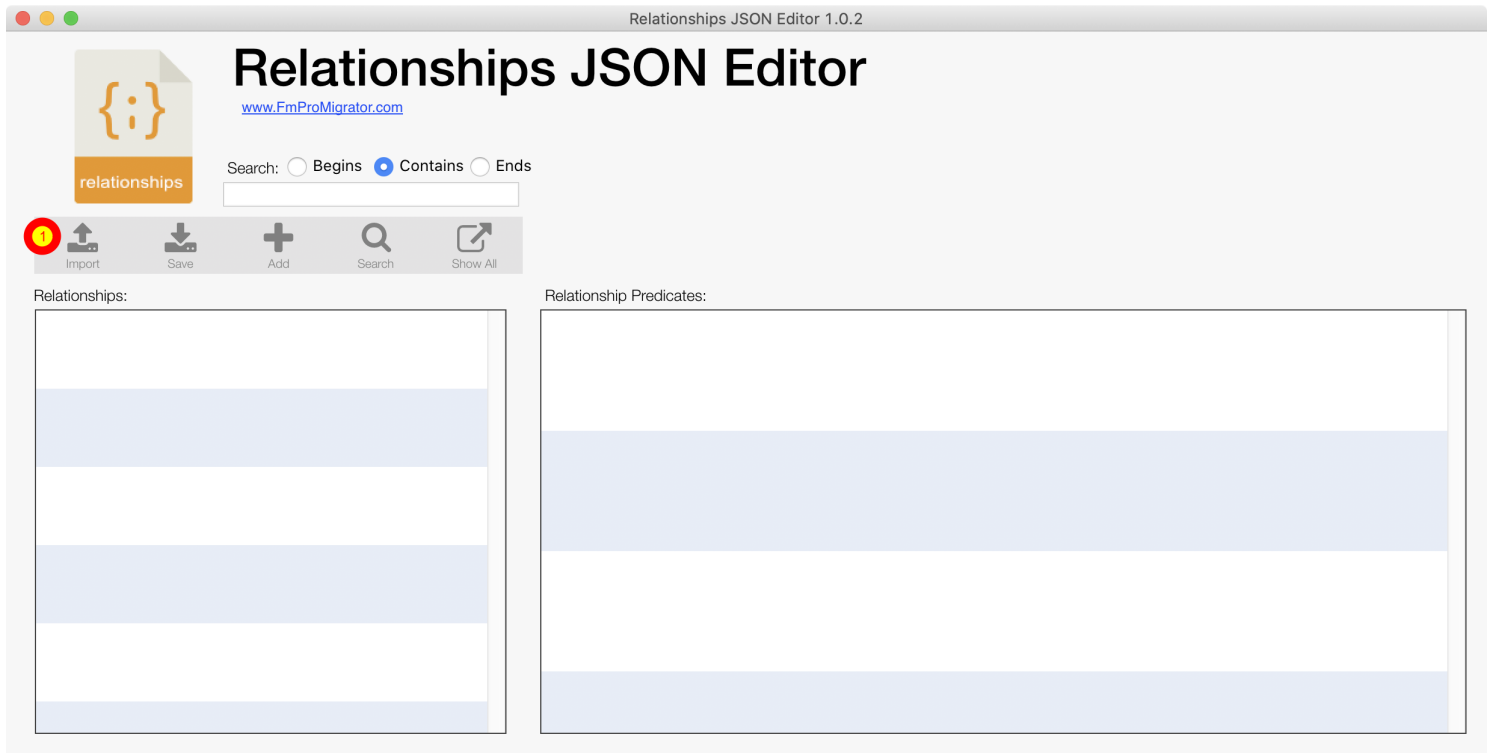 Relationships JSON Editor 1.0.2
Relationships JSON Editor
www.FmProMigrator.com
{;}
relationships
Search: Begins Contains Ends
1
Import Save Add Search Show All
Relationships: Relationship Predicates: